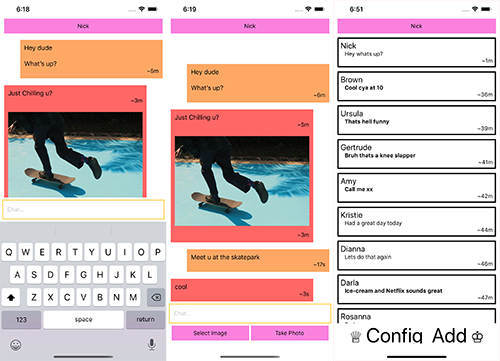 6:18
Nick
Hey dude
What's up?
~5m
Just Chilling u?
~3m
Chat...
Q W E R T Y U I O P
A S D F G H J K L
Z X C V B N M
123 space return
6:19
Nick
Hey dude
What's up?
~6m
Just Chilling u?
~5m
~3m
Meet u at the skatepark
~17s
cool
~3s
Chat...
Select Image Take Photo
6:51
Nick
Nick
Hey whats up?
~1m
Brown
Cool cya at 10
~36m
Ursula
Thats hell funny
~39m
Gertrude
Bruh thats a knee slapper
~41m
Amy
Call me xx
~42m
Kristie
Had a great day today
~44m
Dianna
Lets do that again
~46m
Darla
Ice-cream and Netflix sounds great
~47m
Rosanna
Config Add